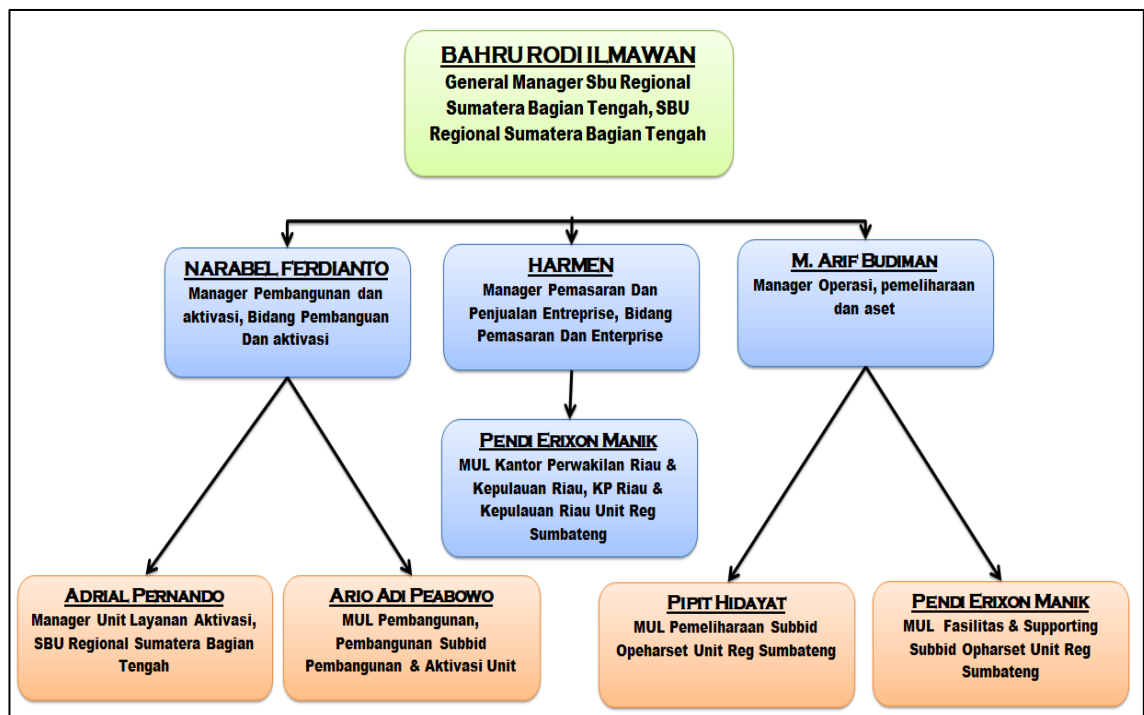 BAHRU RODI ILMAWAN
General Manager Sbu Regional
Sumatera Bagian Tengah, SBU
Regional Sumatera Bagian Tengah
NARABEL FERDIANTO
Manager Pembangunan dan
aktivasi, Bidang Pembanguan
Dan aktivasi
HARMEN
Manager Pemasaran Dan
Penjualan Entreprise, Bidang
Pemasaran Dan Enterprise
M. ARIF BUDIMAN
Manager Operasi, pemeliharaan
dan aset
PENDI ERIXON MANIK
MUL Kantor Perwakilan Riau &
Kepulauan Riau, KP Riau &
Kepulauan Riau Unit Reg
Sumbateng
ADRIAL PERNANDO
Manager Unit Layanan Aktivasi,
SBU Regional Sumatera Bagian
Tengah
ARIO ADI PEABOWO
MUL Pembangunan,
Pembangunan Subbid
Pembangunan & Aktivasi Unit
PIPIT HIDAYAT
MUL Pemeliharaan Subbid
Opeharset Unit Reg Sumbateng
PENDI ERIXON MANIK
MUL Fasilitas & Supporting
Subbid Opharset Unit Reg
Sumbateng